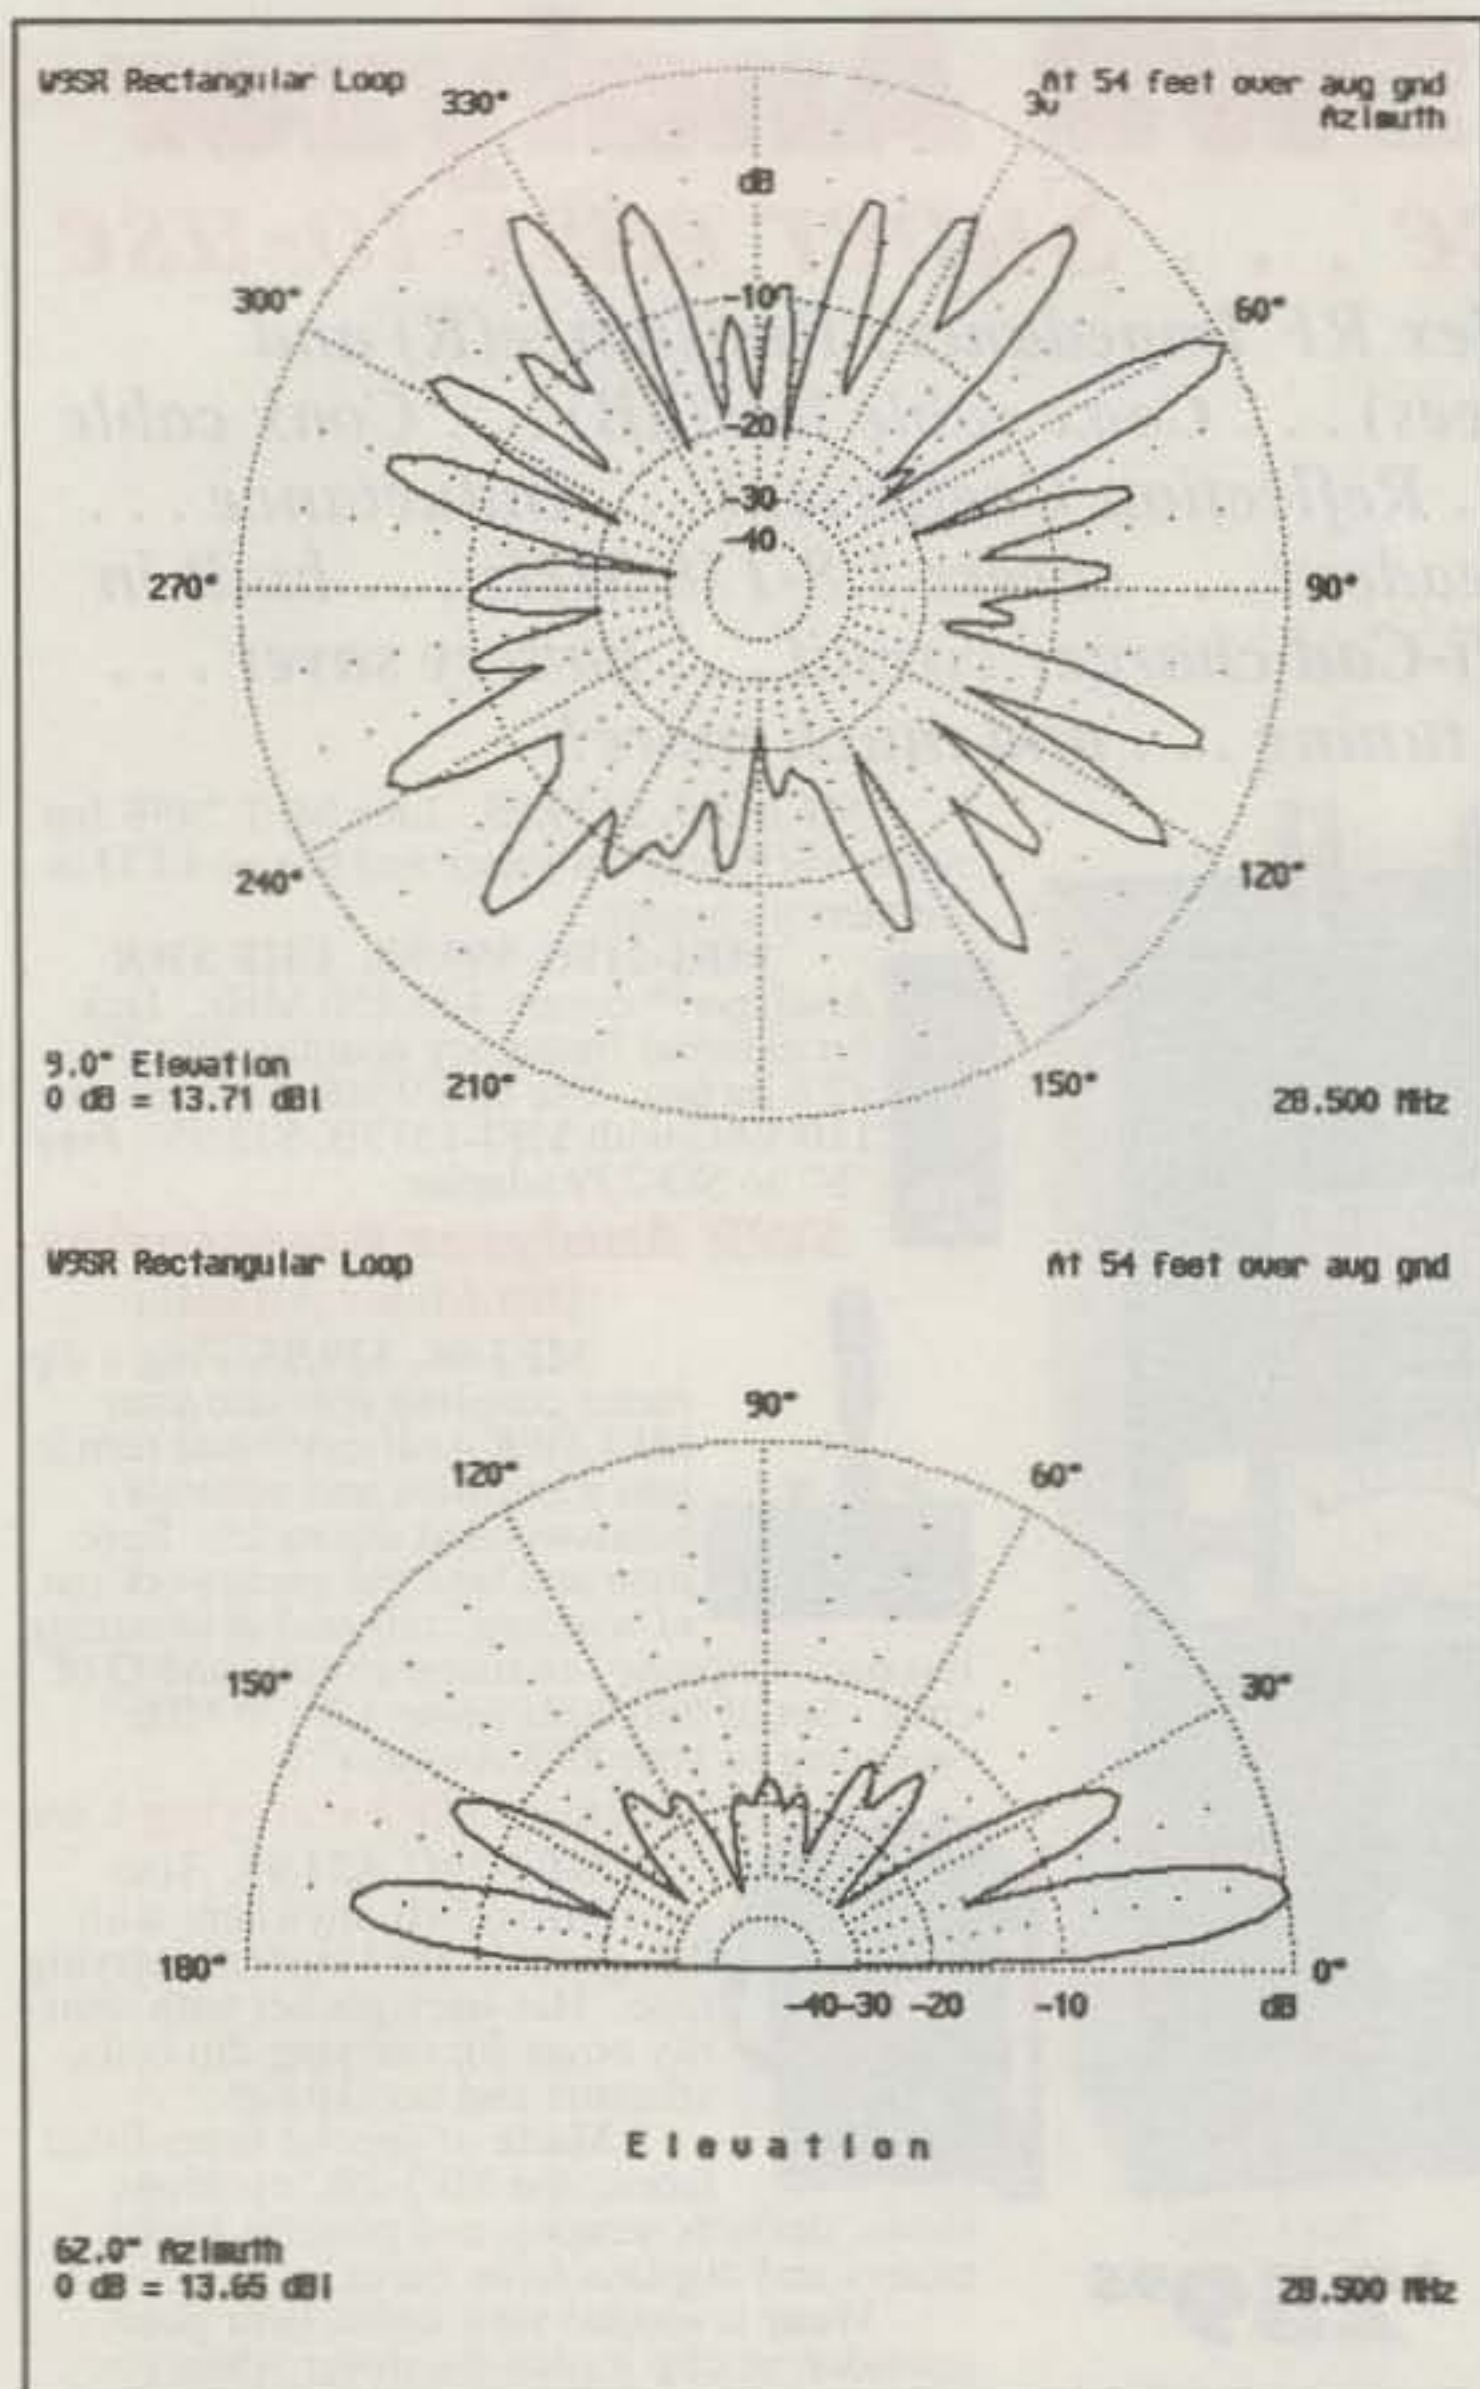 W9SR Rectangular Loop
At 54 feet over avg gnd
Azimuth
330°
30
dB
300°
60°
-10
-20
-30
-40
270°
90°
240°
120°
210°
150°
9.0° Elevation
0 dB = 13.71 dBi
28.500 MHz
W9SR Rectangular Loop
At 54 feet over avg gnd
90°
120°
60°
150°
30°
180°
0°
-40 -30 -20 -10 dB
Elevation
62.0° Azimuth
0 dB = 13.65 dBi
28.500 MHz